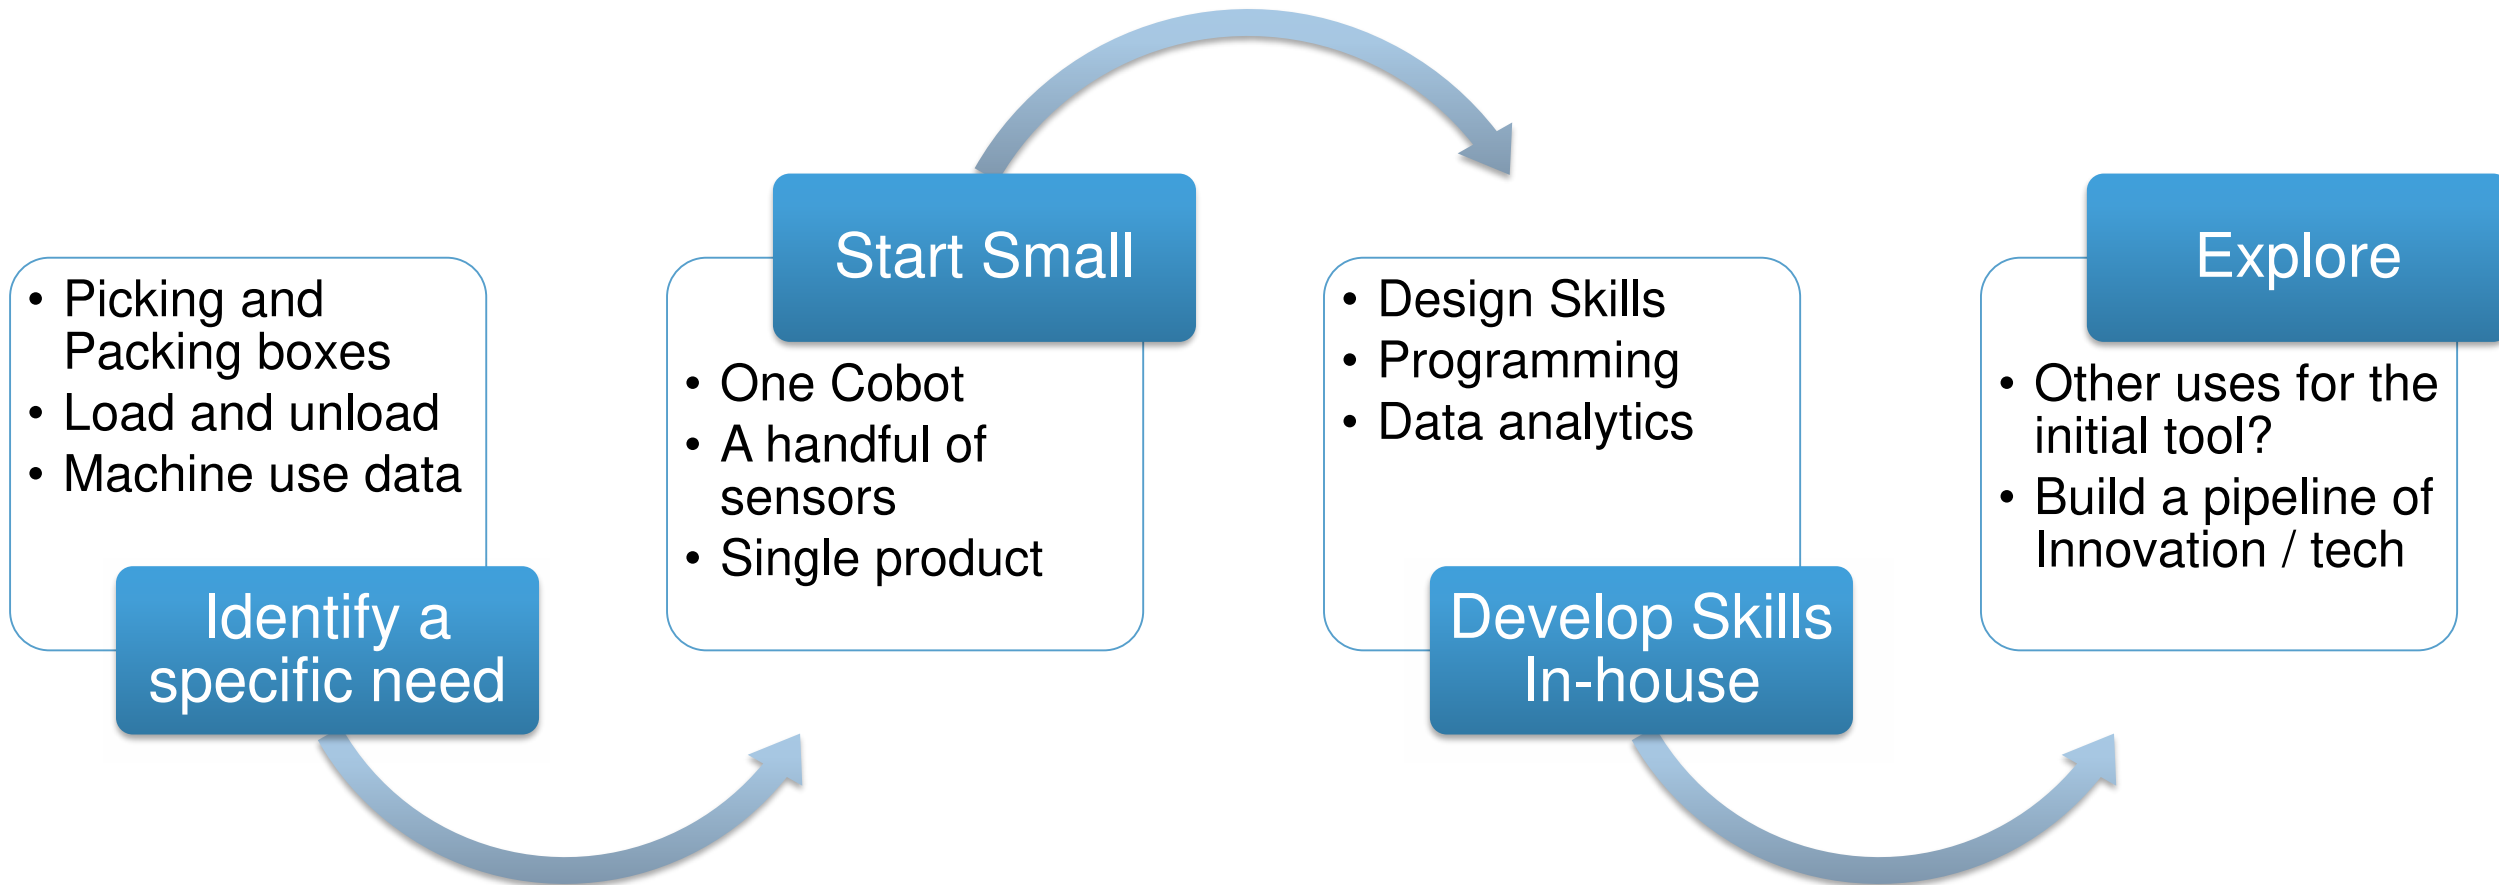 • Picking and
Packing boxes
• Load and unload
• Machine use data
Identify a
specific need
Start Small
• One Cobot
• A handful of
sensors
• Single product
• Design Skills
• Programming
• Data analytics
Develop Skills
In-house
Explore
• Other uses for the
initial tool?
• Build a pipeline of
Innovation / tech